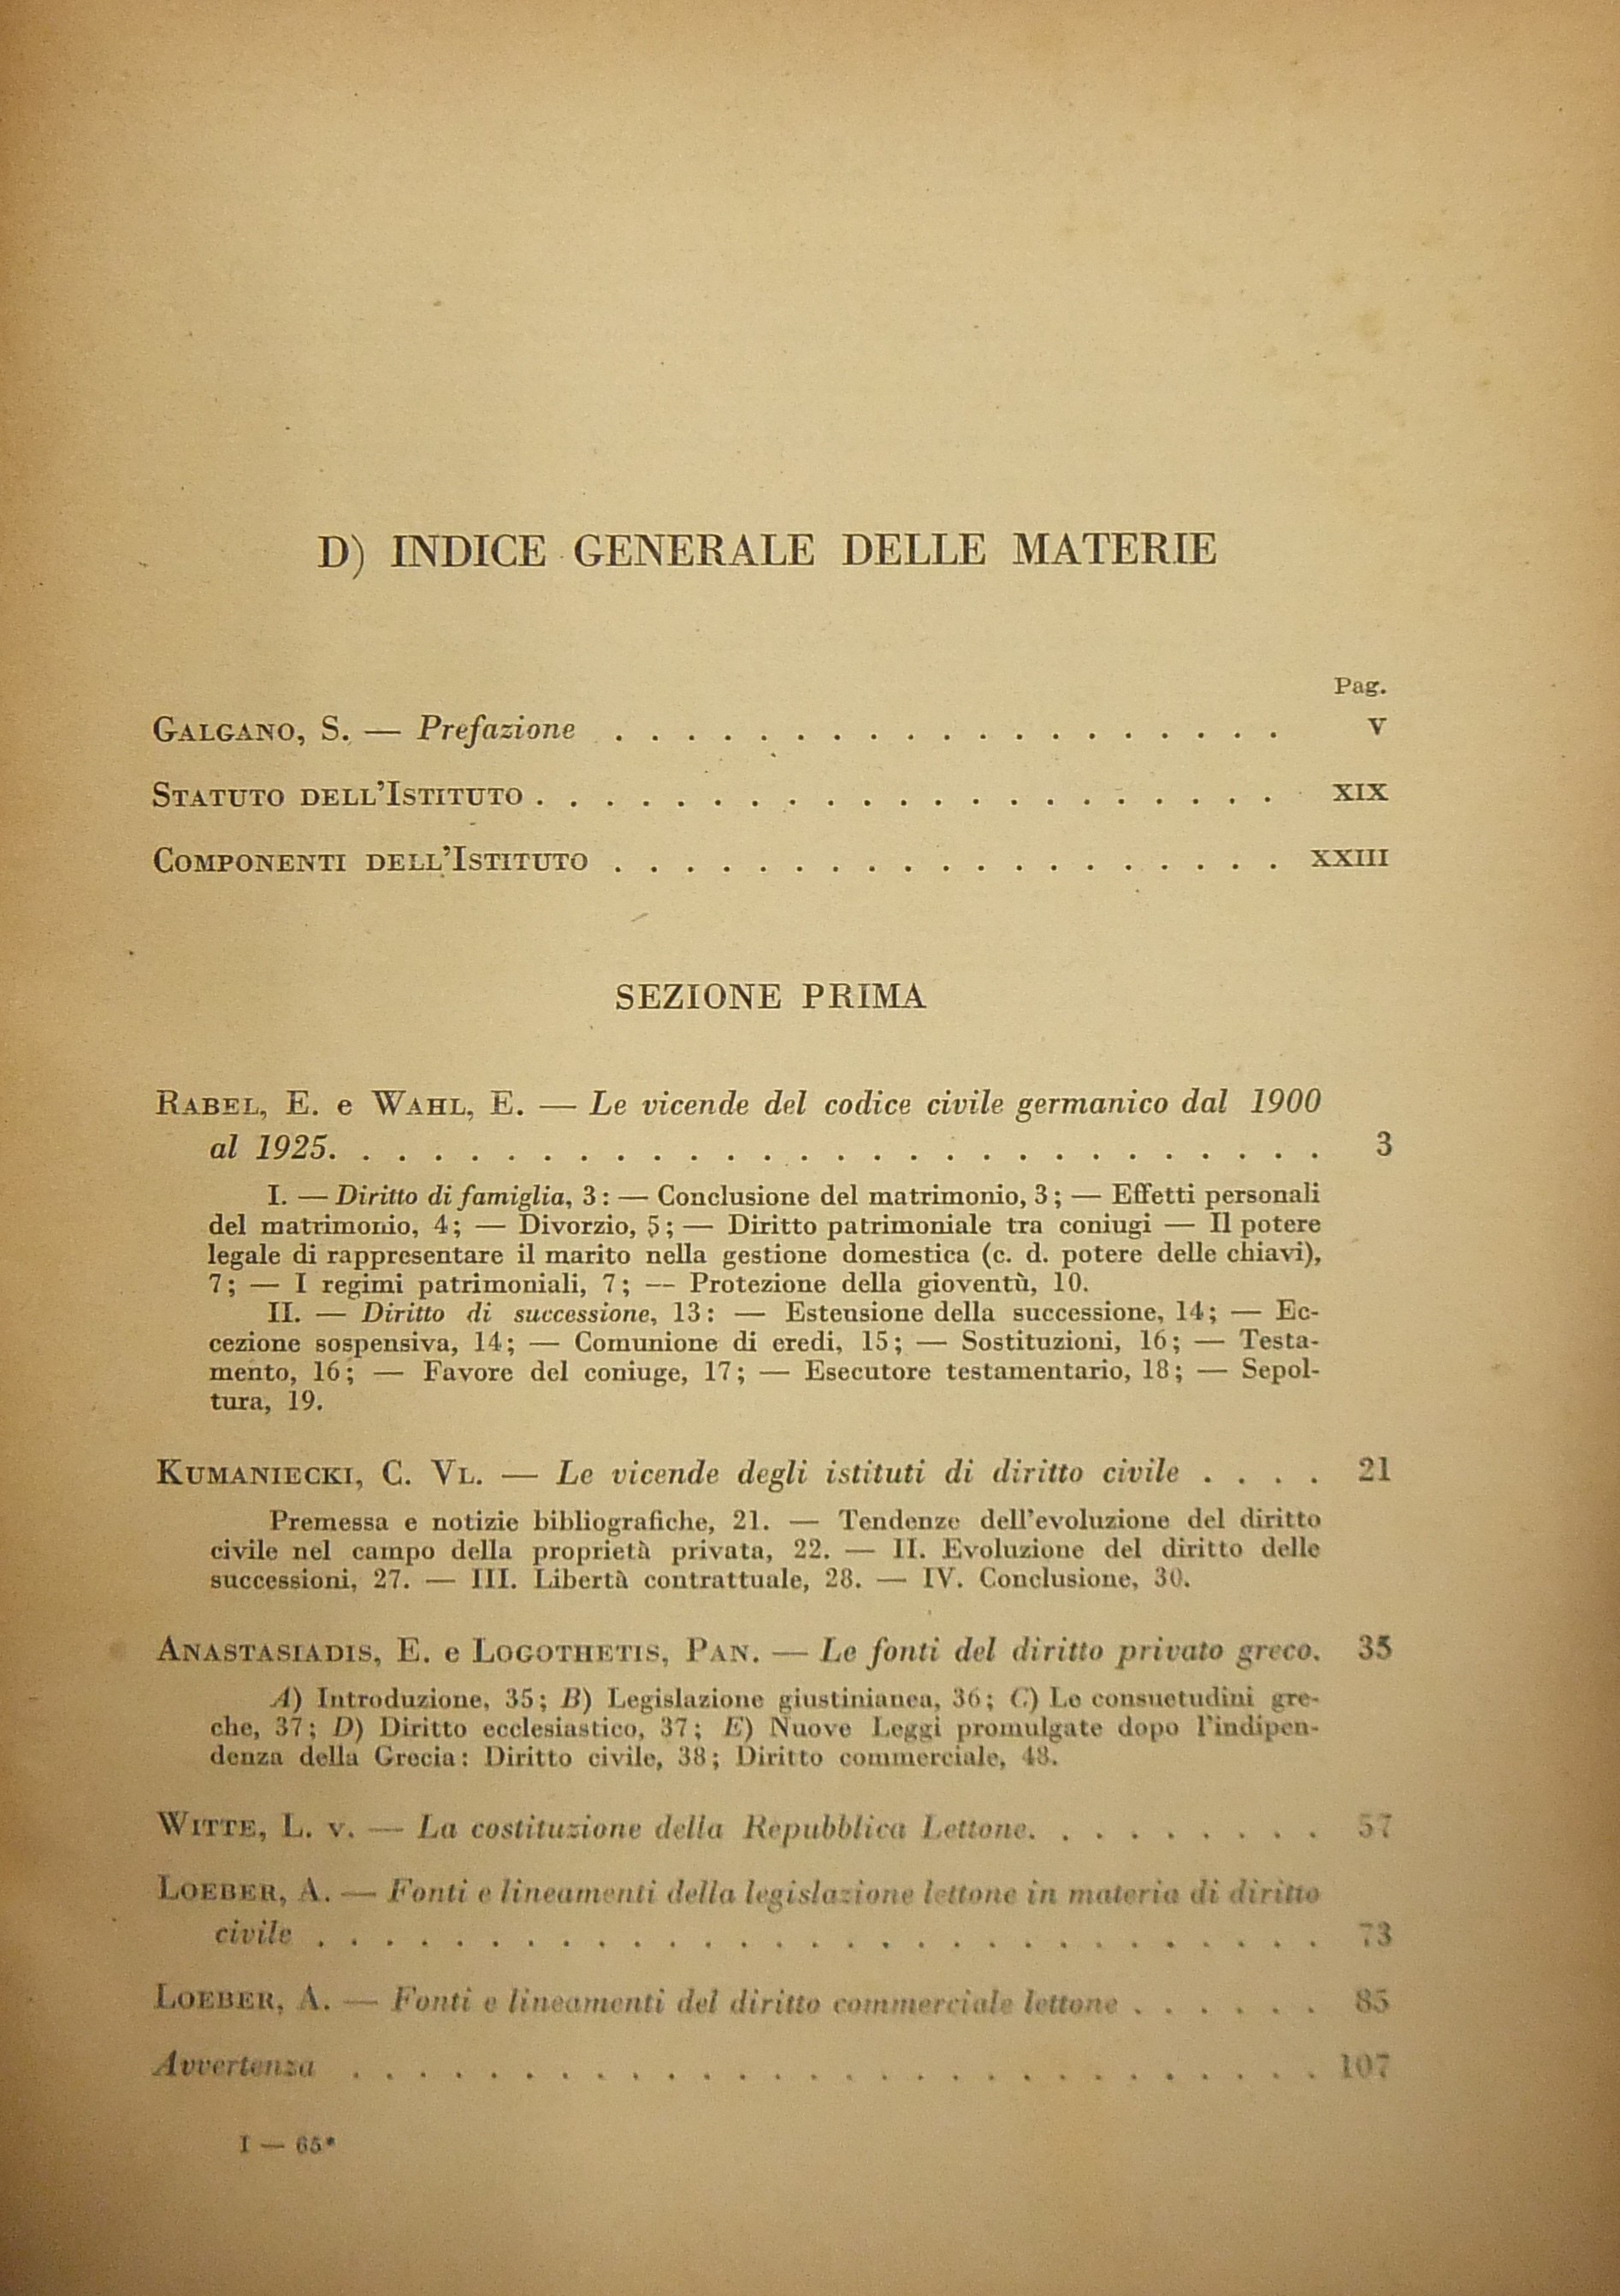 D) INDICE GENERALE DELLE MATERIE
Pag.
GALGANO, S. — Prefazione . . . . . . . . . . . . . . . . . . . V
STATUTO DELL'ISTITUTO . . . . . . . . . . . . . . . . . . . . . XIX
COMPONENTI DELL'ISTITUTO . . . . . . . . . . . . . . . . . . . XXIII
SEZIONE PRIMA
RABEL, E. e WAHL, E. — Le vicende del codice civile germanico dal 1900
al 1925. . . . . . . . . . . . . . . . . . . . . . . . . . . . 3
I. — Diritto di famiglia, 3: — Conclusione del matrimonio, 3; — Effetti personali
del matrimonio, 4; — Divorzio, 5; — Diritto patrimoniale tra coniugi — Il potere
legale di rappresentare il marito nella gestione domestica (c. d. potere delle chiavi),
7; — I regimi patrimoniali, 7; — Protezione della gioventù, 10.
II. — Diritto di successione, 13: — Estensione della successione, 14; — Ec-
cezione sospensiva, 14; — Comunione di eredi, 15; — Sostituzioni, 16; — Testa-
mento, 16; — Favore del coniuge, 17; — Esecutore testamentario, 18; — Sepol-
tura, 19.
KUMANIECKI, C. VL. — Le vicende degli istituti di diritto civile . . . . 21
Premessa e notizie bibliografiche, 21. — Tendenze dell'evoluzione del diritto
civile nel campo della proprietà privata, 22. — II. Evoluzione del diritto delle
successioni, 27. — III. Libertà contrattuale, 28. — IV. Conclusione, 30.
ANASTASIADIS, E. e LOGOTHETIS, PAN. — Le fonti del diritto privato greco. 35
A) Introduzione, 35; B) Legislazione giustinianea, 36; C) Le consuetudini gre-
che, 37; D) Diritto ecclesiastico, 37; E) Nuove Leggi promulgate dopo l'indipen-
denza della Grecia: Diritto civile, 38; Diritto commerciale, 48.
WITTE, L. v. — La costituzione della Repubblica Lettone. . . . . . . . . 57
LOEBER, A. — Fonti e lineamenti della legislazione lettone in materia di diritto
civile . . . . . . . . . . . . . . . . . . . . . . . . . . . . . 73
LOEBER, A. — Fonti e lineamenti del diritto commerciale lettone . . . . . . 85
Avvertenza . . . . . . . . . . . . . . . . . . . . . . . . . . . . 107
I — 65*